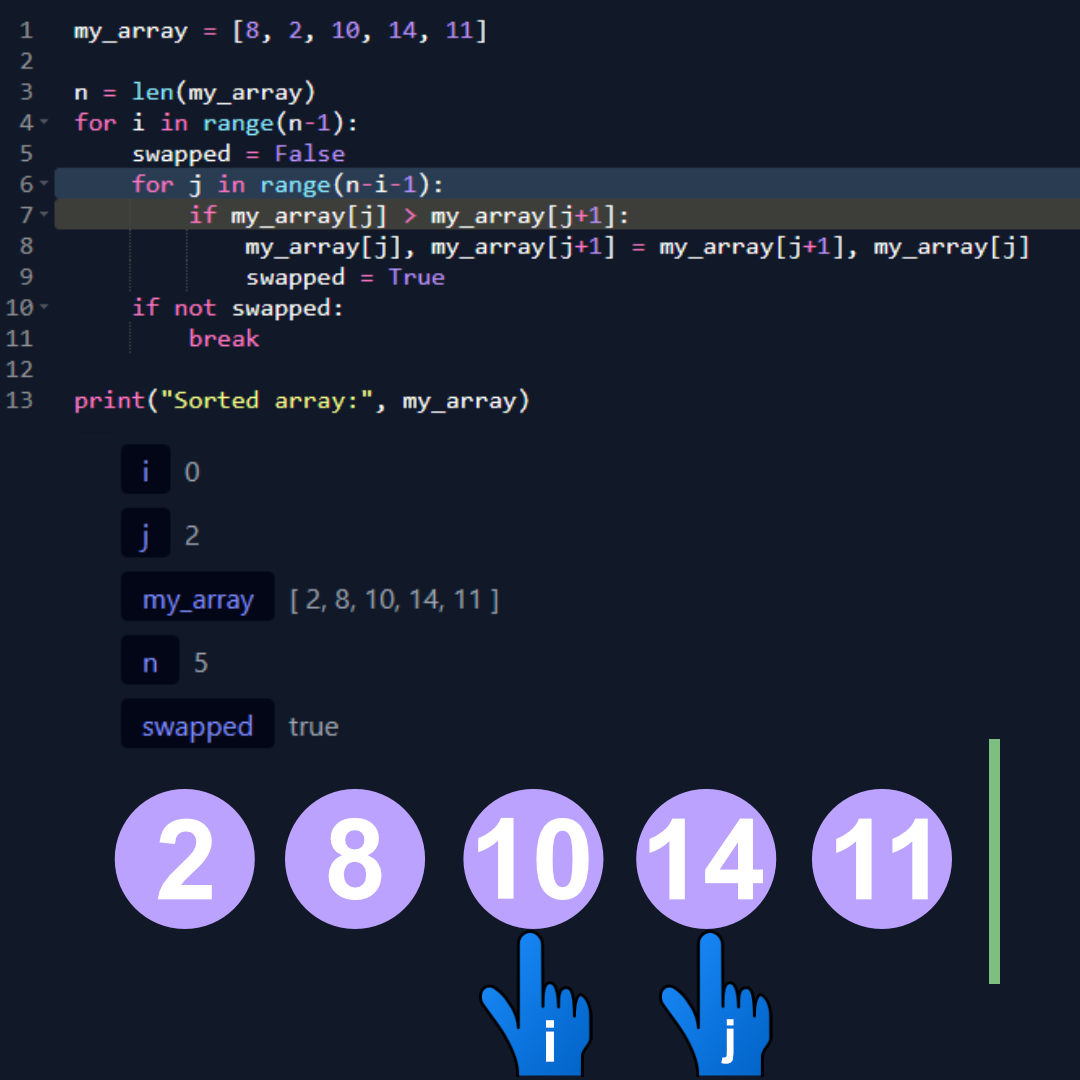 1 my_array = [8, 2, 10, 14, 11]
2
3 n = len(my_array)
4 for i in range(n-1):
5     swapped = False
6     for j in range(n-i-1):
7         if my_array[j] > my_array[j+1]:
8             my_array[j], my_array[j+1] = my_array[j+1], my_array[j]
9             swapped = True
10     if not swapped:
11         break
12
13 print("Sorted array:", my_array)
i 0
j 2
my_array [ 2, 8, 10, 14, 11 ]
n 5
swapped true
2 8 10 14 11
i j